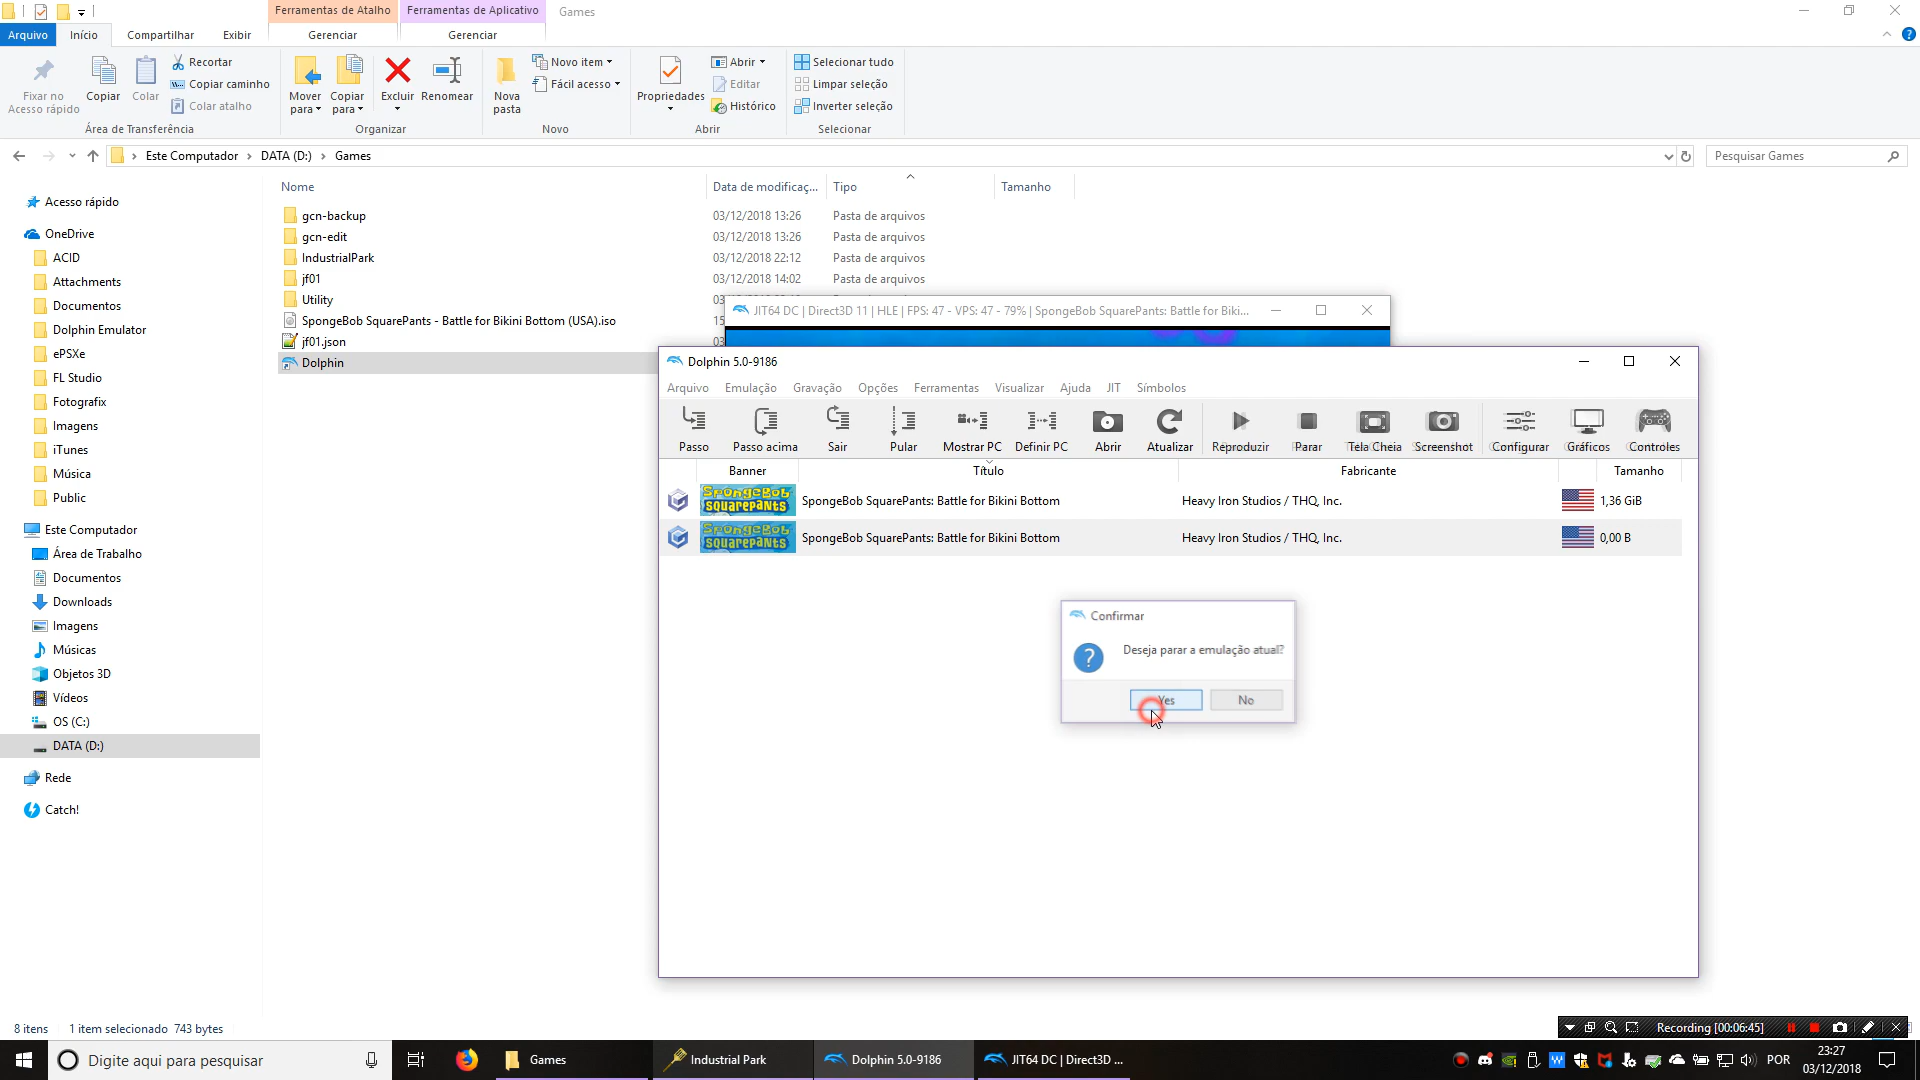 Ferramentas de Atalho
Ferramentas de Aplicativo
Games
Arquivo
Início
Compartilhar
Exibir
Gerenciar
Gerenciar
Fixar no
Acesso rápido
Copiar
Colar
Recortar
Copiar caminho
Colar atalho
Área de Transferência
Mover
para
Copiar
para
Excluir
Renomear
Organizar
Nova
pasta
Novo item
Fácil acesso
Novo
Propriedades
Abrir
Editar
Histórico
Abrir
Selecionar tudo
Limpar seleção
Inverter seleção
Selecionar
Este Computador > DATA (D:) > Games
Pesquisar Games
Nome
Data de modificaç...
Tipo
Tamanho
gcn-backup 03/12/2018 13:26 Pasta de arquivos
gcn-edit 03/12/2018 13:26 Pasta de arquivos
IndustrialPark 03/12/2018 22:12 Pasta de arquivos
jf01 03/12/2018 14:02 Pasta de arquivos
Utility 03
SpongeBob SquarePants - Battle for Bikini Bottom (USA).iso 15
jf01.json 03
Dolphin
Acesso rápido
OneDrive
ACID
Attachments
Documentos
Dolphin Emulator
ePSXe
FL Studio
Fotografix
Imagens
iTunes
Música
Public
Este Computador
Área de Trabalho
Documentos
Downloads
Imagens
Músicas
Objetos 3D
Vídeos
OS (C:)
DATA (D:)
Rede
Catch!
JIT64 DC | Direct3D 11 | HLE | FPS: 47 - VPS: 47 - 79% | SpongeBob SquarePants: Battle for Biki...
Dolphin 5.0-9186
Arquivo Emulação Gravação Opções Ferramentas Visualizar Ajuda JIT Símbolos
Passo Passo acima Sair Pular Mostrar PC Definir PC Abrir Atualizar Reproduzir Parar Tela Cheia Screenshot Configurar Gráficos Controles
Banner Título Fabricante Tamanho
SpongeBob SquarePants SpongeBob SquarePants: Battle for Bikini Bottom Heavy Iron Studios / THQ, Inc. 1,36 GiB
SpongeBob SquarePants SpongeBob SquarePants: Battle for Bikini Bottom Heavy Iron Studios / THQ, Inc. 0,00 B
Confirmar
Deseja parar a emulação atual?
Yes No
8 itens 1 item selecionado 743 bytes
Recording [00:06:45]
Digite aqui para pesquisar
Games
Industrial Park
Dolphin 5.0-9186
JIT64 DC | Direct3D ...
POR
23:27
03/12/2018